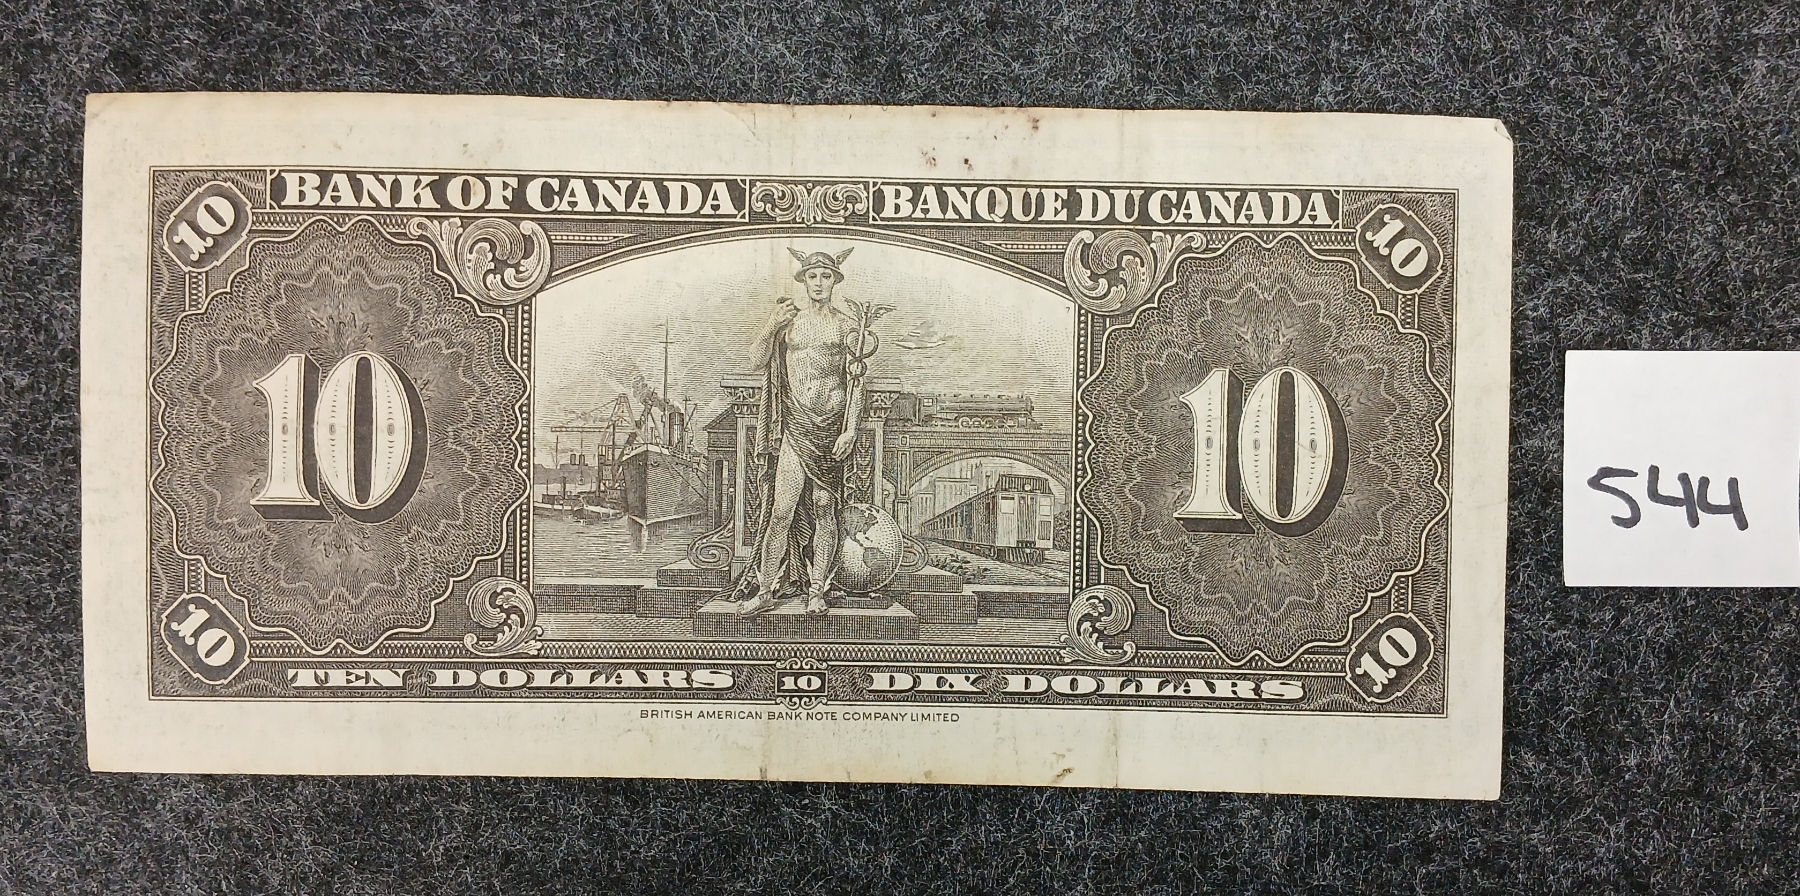 BANK OF CANADA BANQUE DU CANADA
10 10
10 10
10 10
TEN DOLLARS 10 DIX DOLLARS
BRITISH AMERICAN BANK NOTE COMPANY LIMITED
544